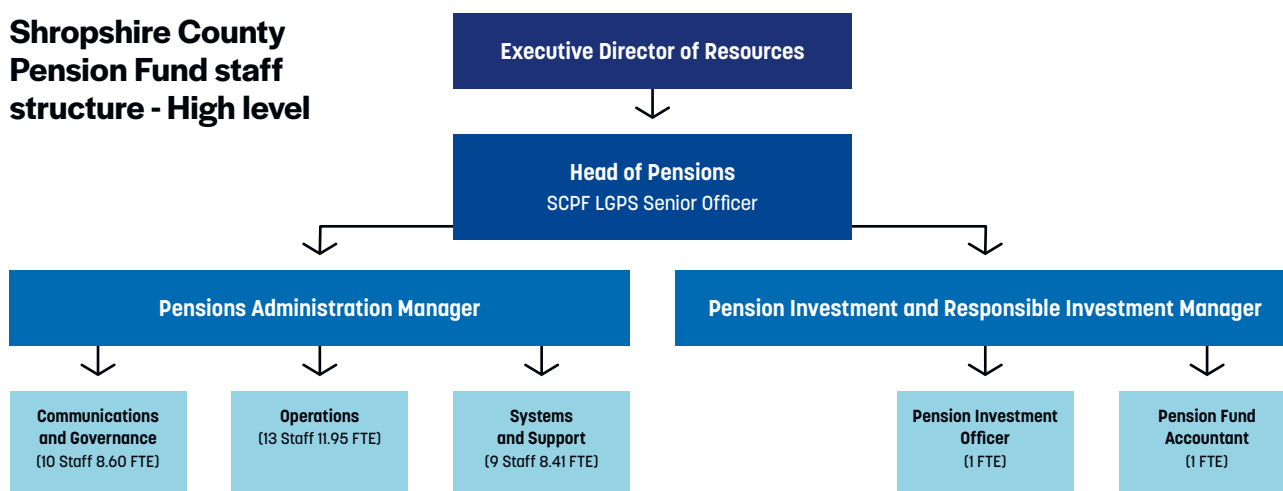 Shropshire County
Pension Fund staff
structure - High level
Executive Director of Resources
Head of Pensions
SCPF LGPS Senior Officer
Pensions Administration Manager
Pension Investment and Responsible Investment Manager
Communications
and Governance
(10 Staff 8.60 FTE)
Operations
(13 Staff 11.95 FTE)
Systems
and Support
(9 Staff 8.41 FTE)
Pension Investment
Officer
(1 FTE)
Pension Fund
Accountant
(1 FTE)